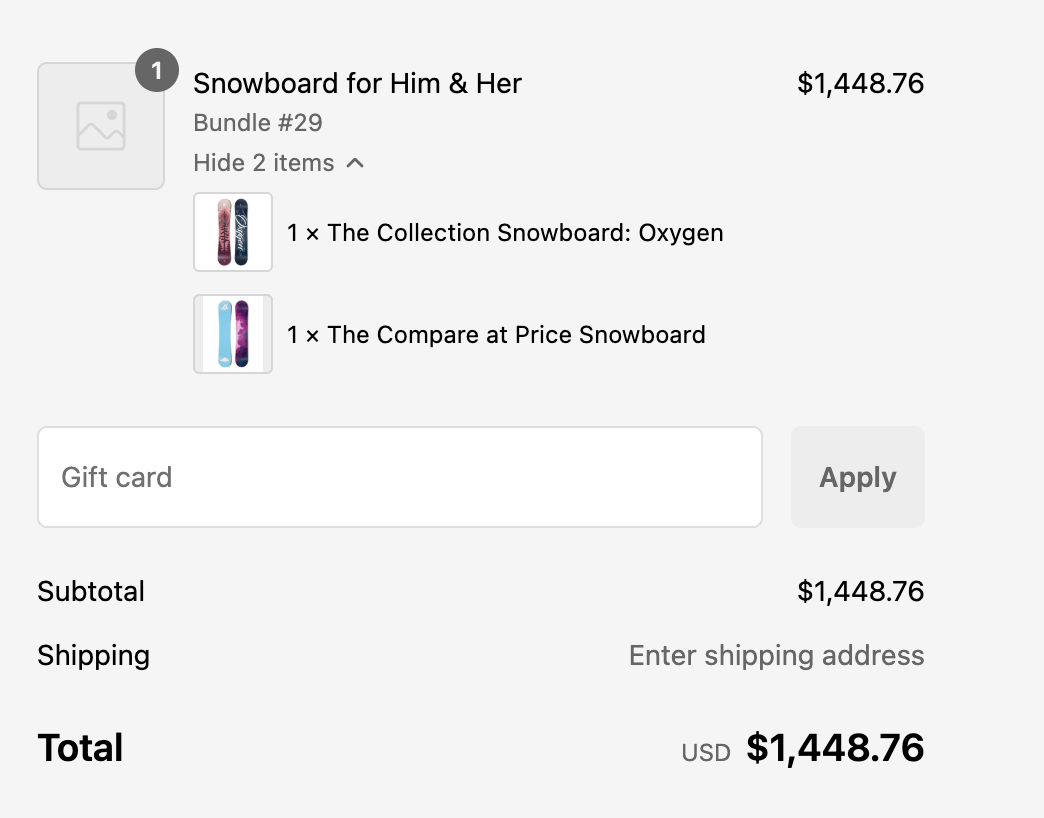 1
Snowboard for Him & Her
$1,448.76
Bundle #29
Hide 2 items
1 × The Collection Snowboard: Oxygen
1 × The Compare at Price Snowboard
Gift card
Apply
Subtotal
$1,448.76
Shipping
Enter shipping address
Total
USD $1,448.76